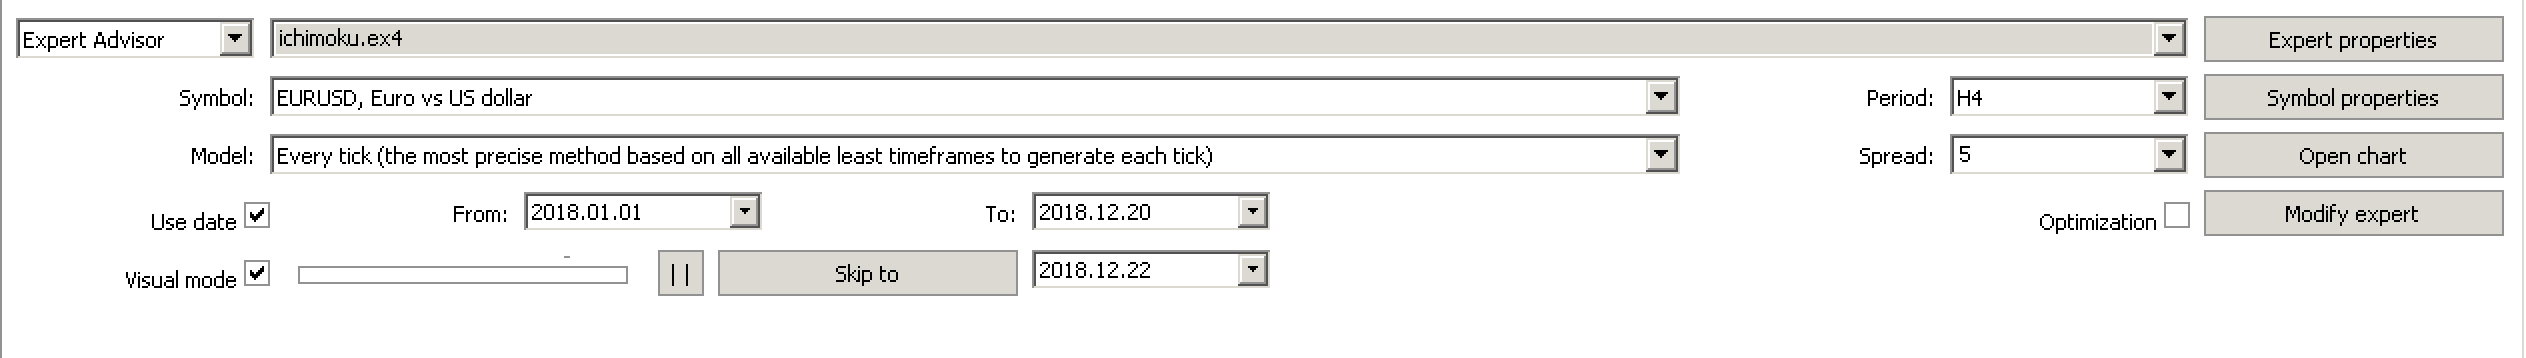 Expert Advisor ichimoku.ex4 Expert properties
Symbol: EURUSD, Euro vs US dollar Period: H4 Symbol properties
Model: Every tick (the most precise method based on all available least timeframes to generate each tick) Spread: 5 Open chart
Use date From: 2018.01.01 To: 2018.12.20 Optimization Modify expert
Visual mode || Skip to 2018.12.22